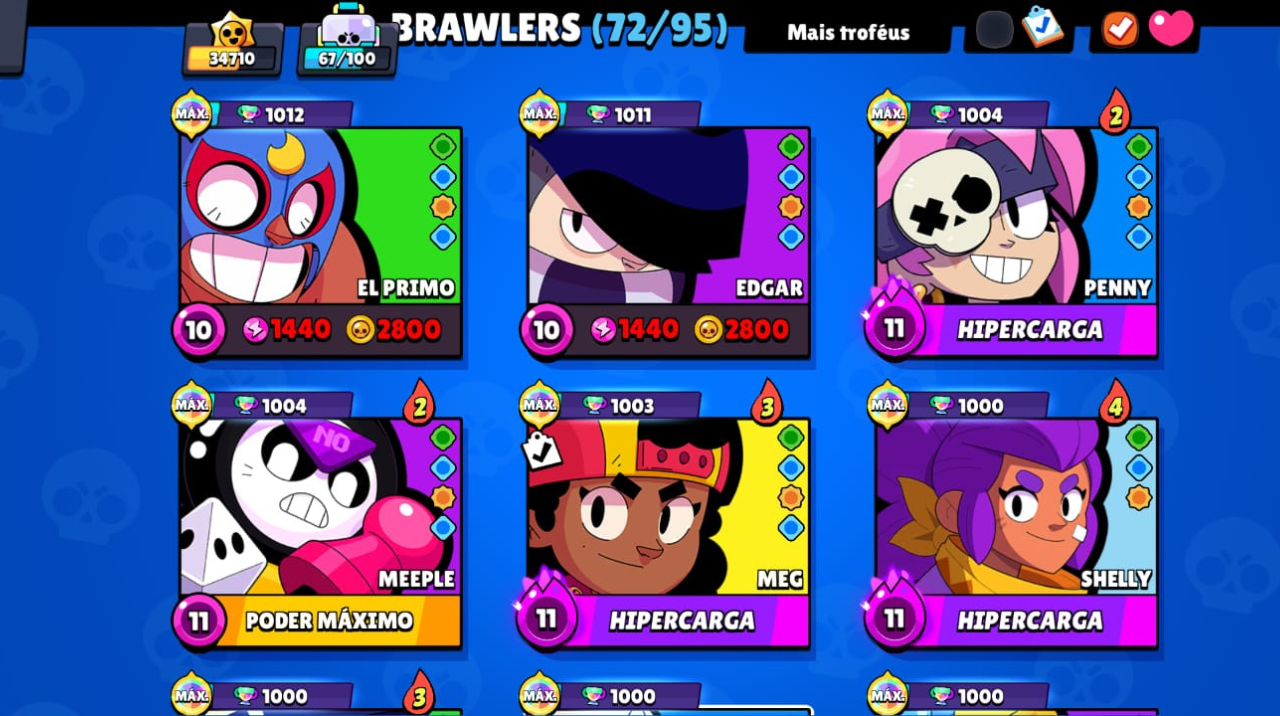 BRAWLERS (72/95)
Mais troféus
34710
67/100
MÁX. 1012
MÁX. 1011
MÁX. 1004
2
EL PRIMO
EDGAR
PENNY
10 1440 2800
10 1440 2800
11 HIPERCARGA
MÁX. 1004
2
MÁX. 1003
3
MÁX. 1000
4
NO
MEEPLE
MEG
SHELLY
11 PODER MÁXIMO
11 HIPERCARGA
11 HIPERCARGA
MÁX. 1000
3
MÁX. 1000
MÁX. 1000